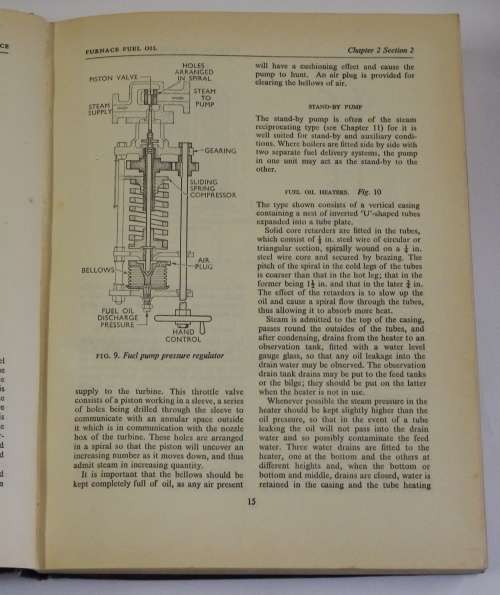 CE
FURNACE FUEL OIL
Chapter 2 Section 2
PISTON VALVE
HOLES
ARRANGED
IN SPIRAL
STEAM
SUPPLY
STEAM
TO
PUMP
GEARING
SLIDING
SPRING
COMPRESSOR
AIR
PLUG
BELLOWS
FUEL OIL
DISCHARGE
PRESSURE
HAND
CONTROL
FIG. 9. Fuel pump pressure regulator
supply to the turbine. This throttle valve
consists of a piston working in a sleeve, a series
of holes being drilled through the sleeve to
communicate with an annular space outside
it which is in communication with the nozzle
box of the turbine. These holes are arranged
in a spiral so that the piston will uncover an
increasing number as it moves down, and thus
admit steam in increasing quantity.
It is important that the bellows should be
kept completely full of oil, as any air present
will have a cushioning effect and cause the
pump to hunt. An air plug is provided for
clearing the bellows of air.
STAND-BY PUMP
The stand-by pump is often of the steam
reciprocating type (see Chapter 11) for it is
well suited for stand-by and auxiliary condi-
tions. Where boilers are fitted side by side with
two separate fuel delivery systems, the pump
in one unit may act as the stand-by to the
other.
FUEL OIL HEATERS. Fig. 10
The type shown consists of a vertical casing
containing a nest of inverted 'U'-shaped tubes
expanded into a tube plate.
Solid core retarders are fitted in the tubes,
which consist of in. steel wire of circular or
triangular section, spirally wound on a in.
steel wire core and secured by brazing. The
pitch of the spiral in the cold legs of the tubes
is coarser than that in the hot leg; that in the
former being in. and that in the later in.
The effect of the retarders is to slow up the
oil and cause a spiral flow through the tubes,
thus allowing it to absorb more heat.
Steam is admitted to the top of the casing,
passes round the outsides of the tubes, and
after condensing, drains from the heater to an
observation tank, fitted with a water level
gauge glass, so that any oil leakage into the
drain water may be observed. The observation
drain tank drains may be put to the feed tanks
or the bilge; they should be put on the latter
when the heater is not in use.
Whenever possible the steam pressure in the
heater should be kept slightly higher than the
oil pressure, so that in the event of a tube
leaking the oil will not pass into the drain
water and so possibly contaminate the feed
water. Three water drains are fitted to the
heater, one at the bottom and the others at
different heights and, when the bottom or
bottom and middle, drains are closed, water is
retained in the casing and the tube heating
15